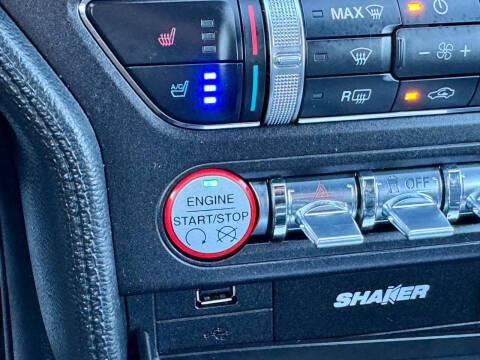 MAX
A/C
R
ENGINE
START/STOP
OFF
SHAKER